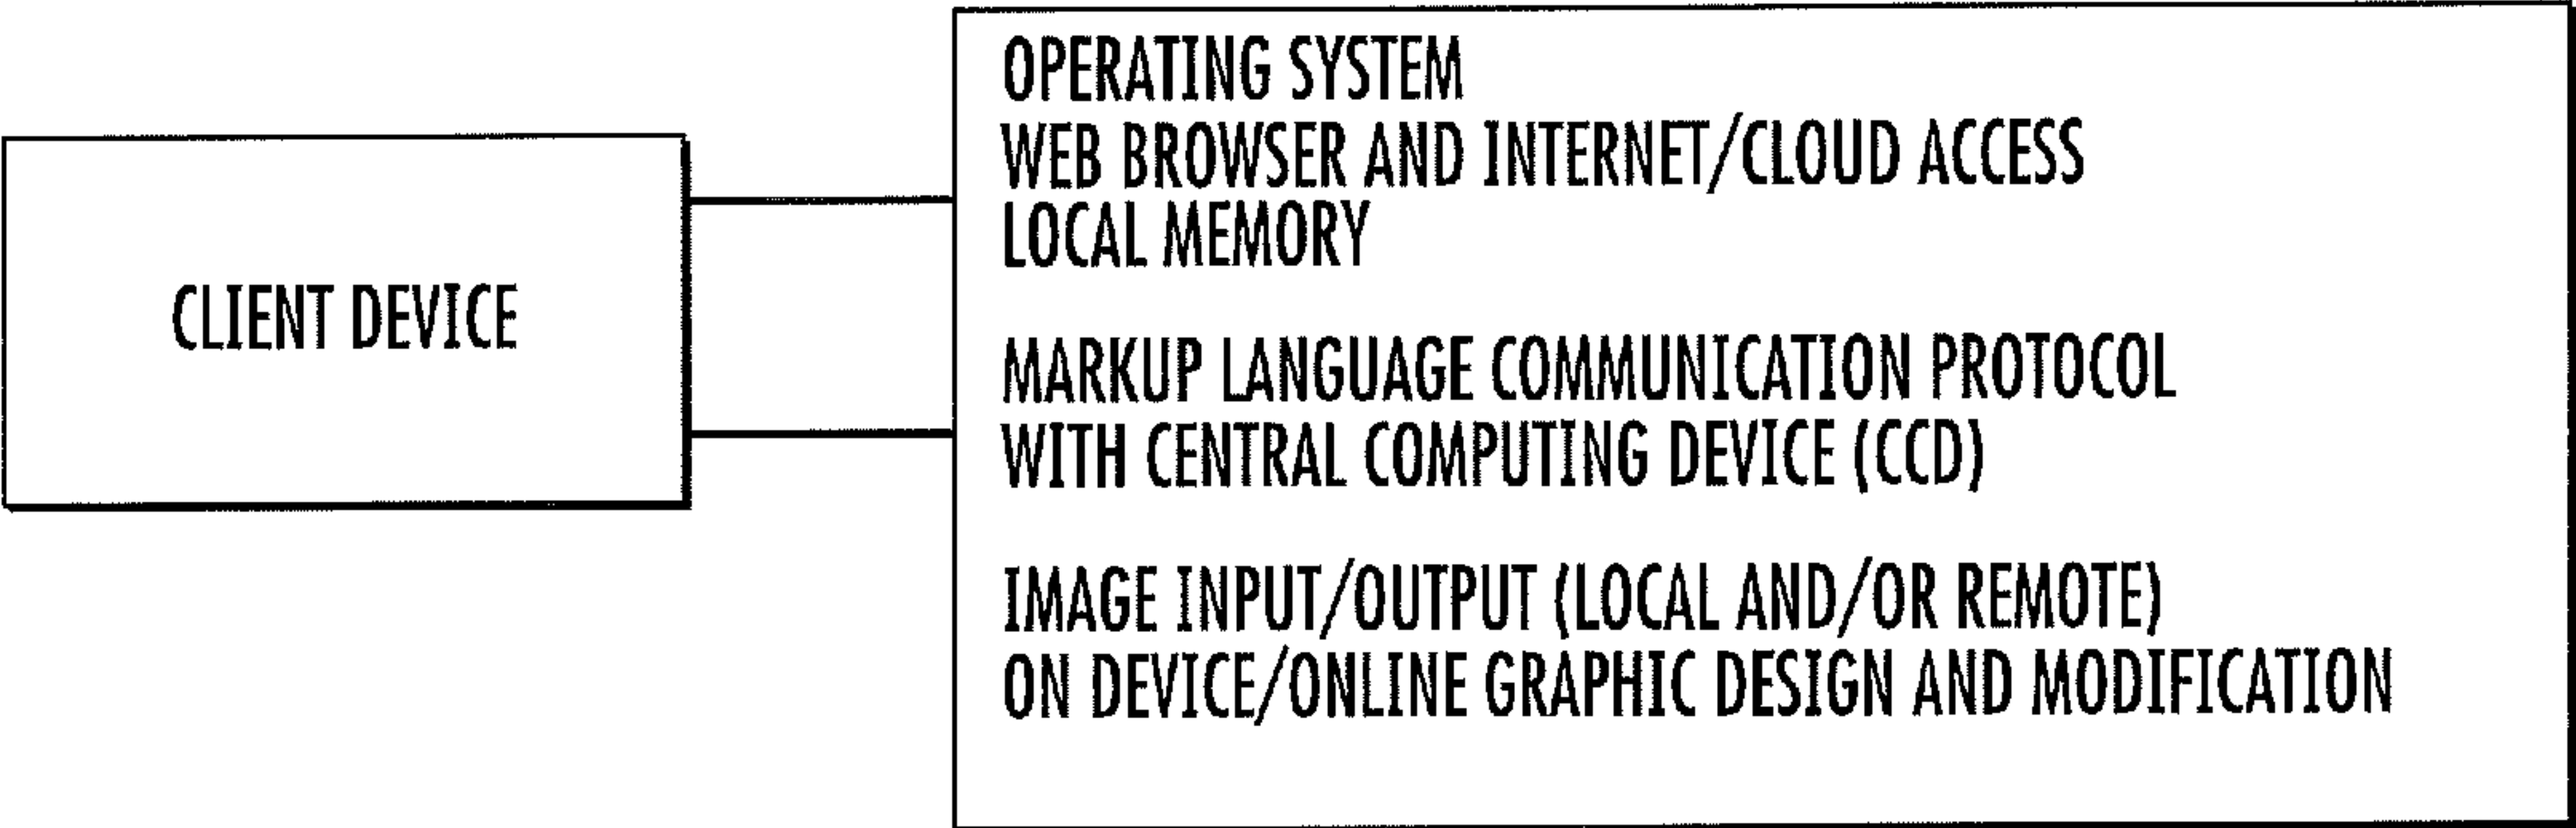 CLIENT DEVICE
OPERATING SYSTEM
WEB BROWSER AND INTERNET/CLOUD ACCESS
LOCAL MEMORY
MARKUP LANGUAGE COMMUNICATION PROTOCOL
WITH CENTRAL COMPUTING DEVICE (CCD)
IMAGE INPUT/OUTPUT (LOCAL AND/OR REMOTE)
ON DEVICE/ONLINE GRAPHIC DESIGN AND MODIFICATION